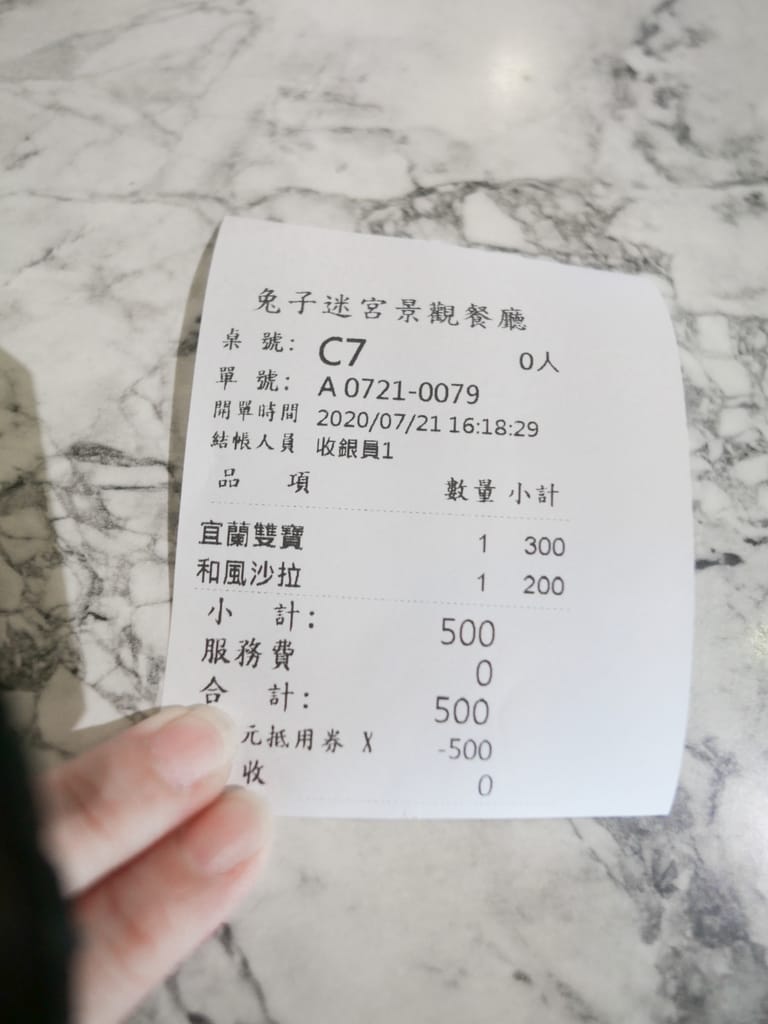 兔子迷宮景觀餐廳
桌 號: C7 0人
單 號: A 0721-0079
開單時間 2020/07/21 16:18:29
結帳人員 收銀員1
品 項 數量 小計
宜蘭雙寶 1 300
和風沙拉 1 200
小 計: 500
服務費 0
合 計: 500
元抵用券 X -500
收 0